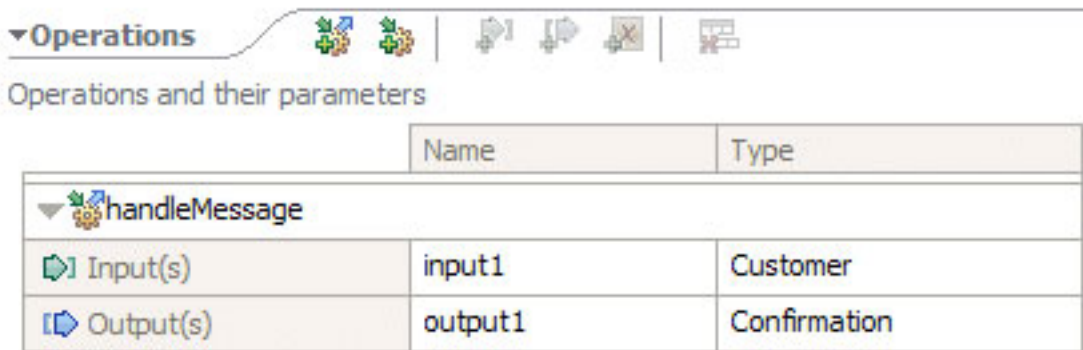 Operations
Operations and their parameters
Name Type
handleMessage
Input(s) input1 Customer
Output(s) output1 Confirmation